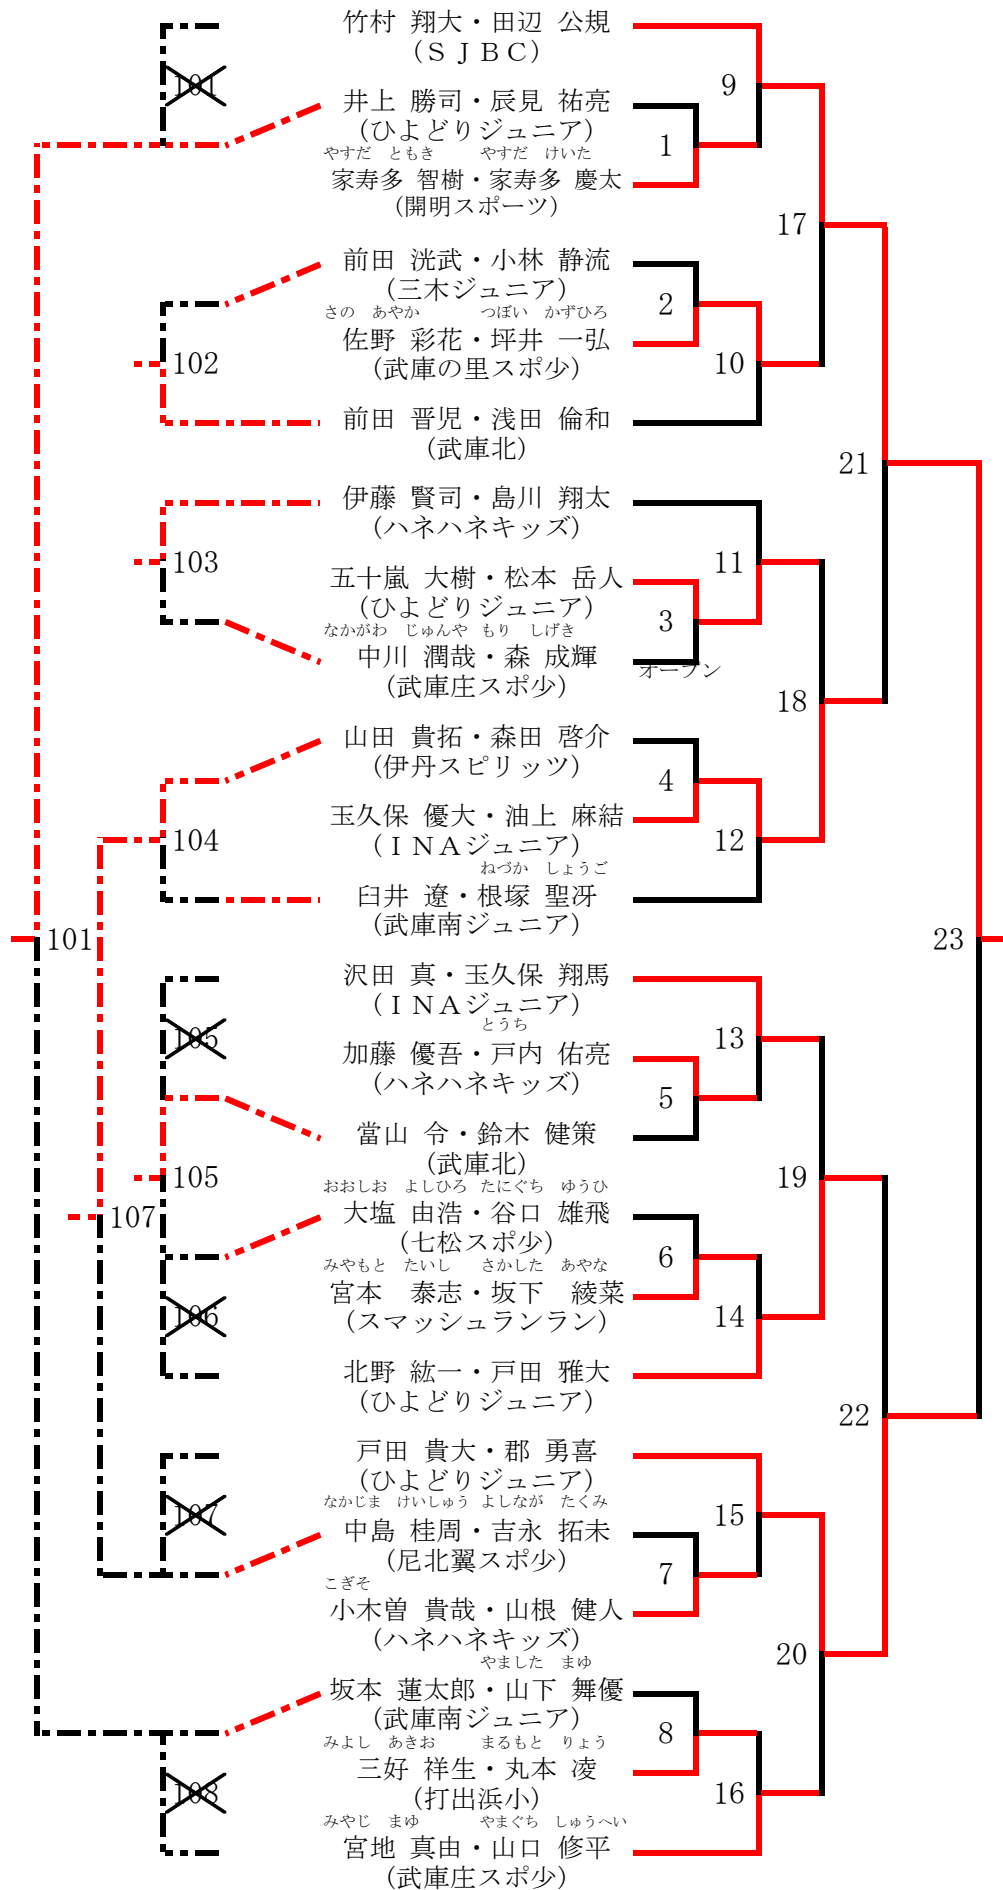 竹村 翔大・田辺 公規
(ＳＪＢＣ)
101
9
井上 勝司・辰見 祐亮
(ひよどりジュニア)
1
やすだ ともき やすだ けいた
家寿多 智樹・家寿多 慶太
(開明スポーツ)
17
前田 洸武・小林 静流
(三木ジュニア)
2
さの あやか つぼい かずひろ
佐野 彩花・坪井 一弘
(武庫の里スポ少)
102
10
前田 晋児・浅田 倫和
(武庫北)
21
伊藤 賢司・島川 翔太
(ハネハネキッズ)
103
11
五十嵐 大樹・松本 岳人
(ひよどりジュニア)
3
なかがわ じゅんや もり しげき
中川 潤哉・森 成輝
オープン
(武庫庄スポ少)
18
山田 貴拓・森田 啓介
(伊丹スピリッツ)
4
玉久保 優大・油上 麻結
(ＩＮＡジュニア)
104
12
ねづか しょうご
臼井 遼・根塚 聖冴
(武庫南ジュニア)
101
23
沢田 真・玉久保 翔馬
(ＩＮＡジュニア)
105
13
とうち
加藤 優吾・戸内 佑亮
(ハネハネキッズ)
5
當山 令・鈴木 健策
(武庫北)
105
19
おおしお よしひろ たにぐち ゆうひ
大塩 由浩・谷口 雄飛
107
(七松スポ少)
6
みやもと たいし さかした あやな
宮本 泰志・坂下 綾菜
(スマッシュランラン)
106
14
北野 紘一・戸田 雅大
(ひよどりジュニア)
22
戸田 貴大・郡 勇喜
(ひよどりジュニア)
なかじま けいしゅう よしなが たくみ
107
15
中島 桂周・吉永 拓未
(尼北翼スポ少)
7
こぎそ
小木曽 貴哉・山根 健人
(ハネハネキッズ)
20
やました まゆ
坂本 蓮太郎・山下 舞優
(武庫南ジュニア)
8
みよし あきお まるもと りょう
三好 祥生・丸本 凌
(打出浜小)
108
16
みやじ まゆ やまぐち しゅうへい
宮地 真由・山口 修平
(武庫庄スポ少)